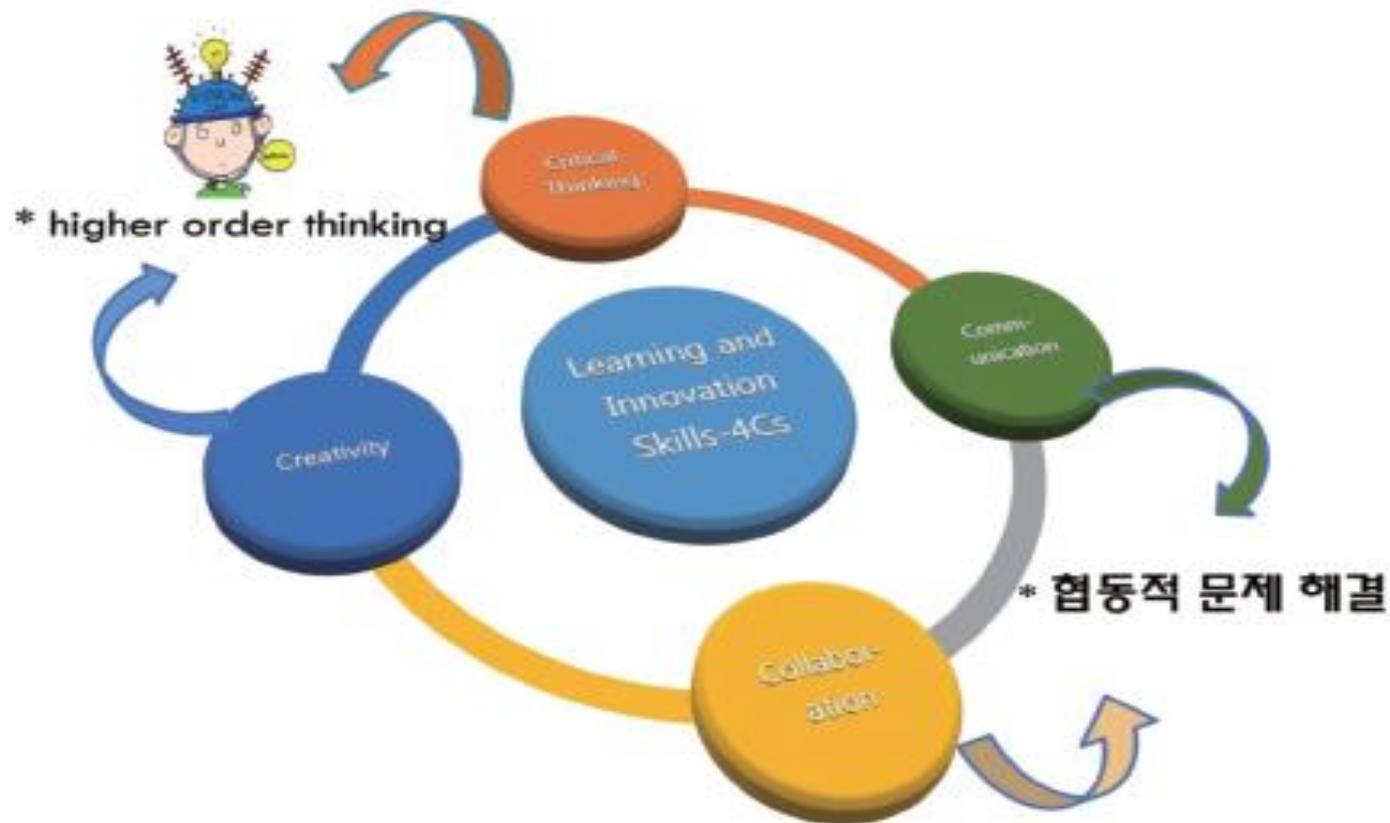 Critical
Thinking
* higher order thinking
Comm-
unication
Learning and
Innovation
Skills-4Cs
Creativity
* 협동적 문제 해결
Collabor-
ation